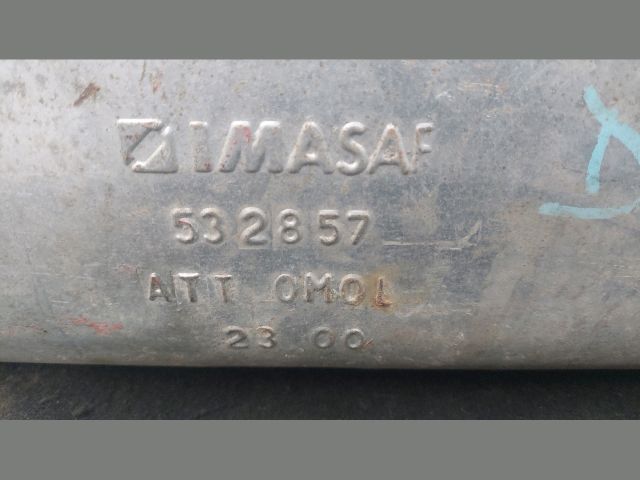 IMASAF
532857
ATT OMOL
23 00